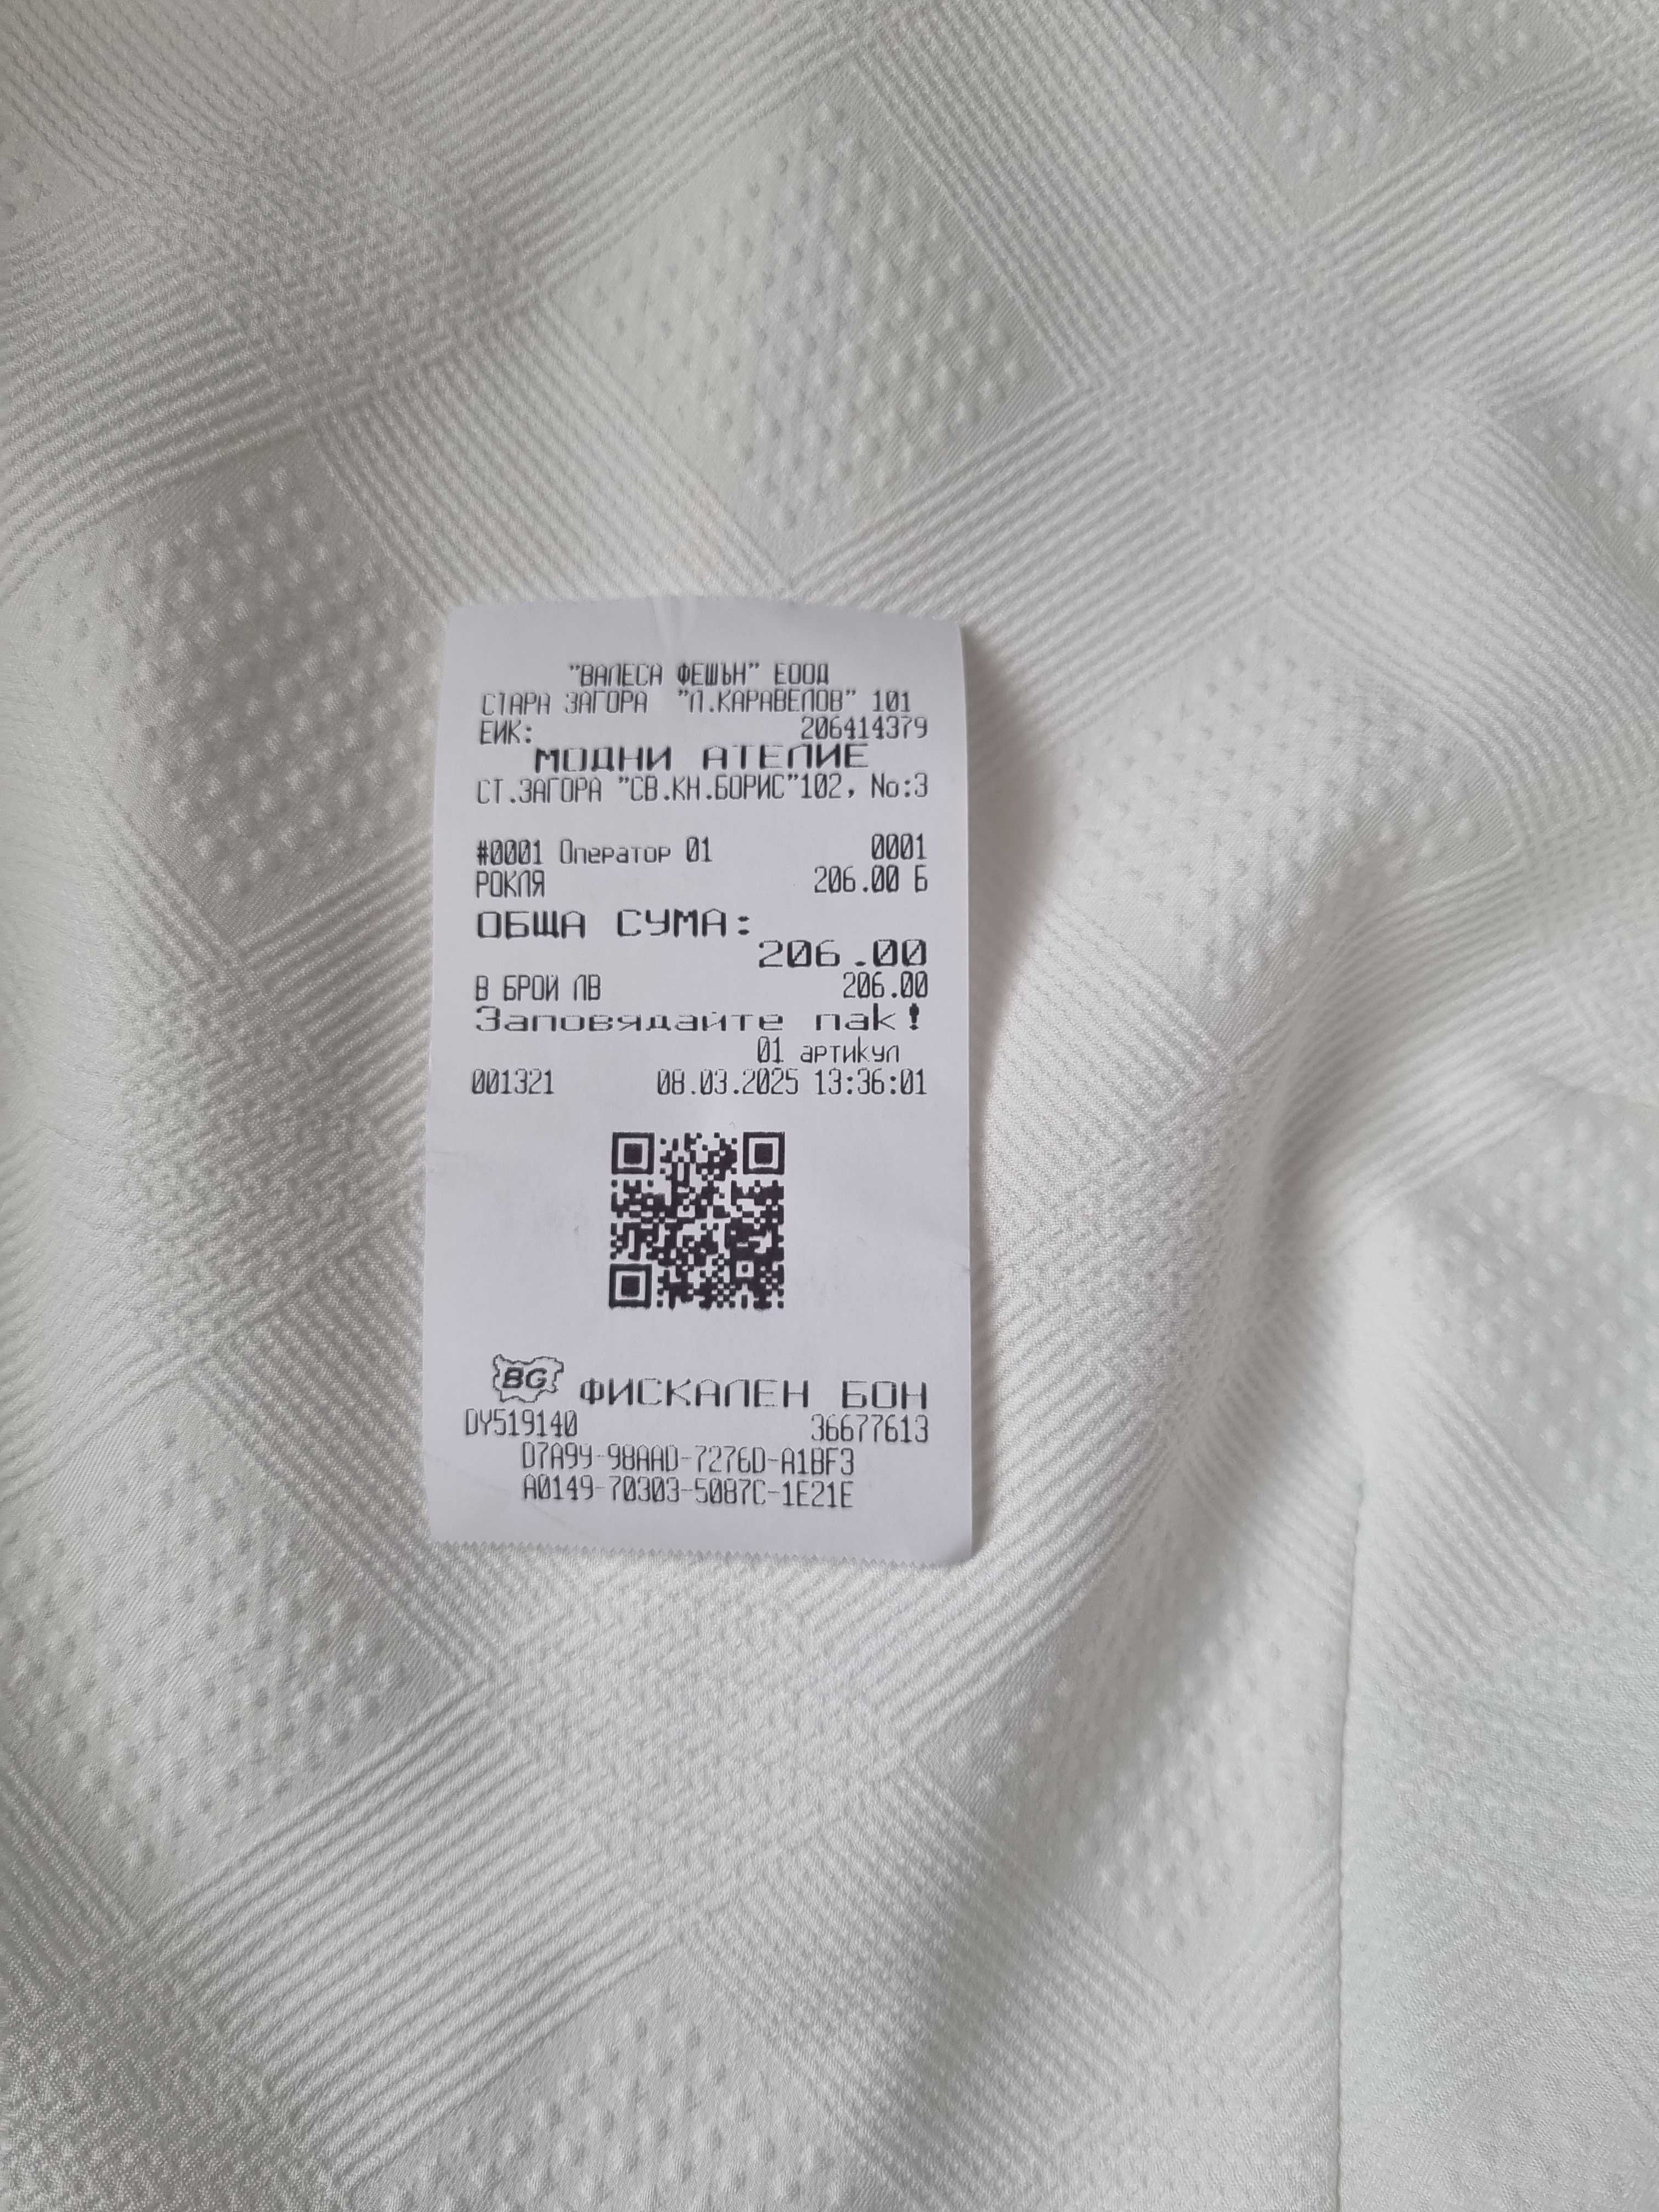 "ВАЛЕСА ФЕШЪН" ЕООД
СТАРА ЗАГОРА "Л.КАРАВЕЛОВ" 101
ЕИК: 206414379
МОДНИ АТЕЛИЕ
СТ.ЗАГОРА "СВ.КН.БОРИС"102, No:3
#0001 Оператор 01 0001
РОКЛЯ 206.00 Б
ОБЩА СУМА:
206.00
В БРОЙ ЛВ 206.00
Заповядайте пак!
01 артикул
001321 08.03.2025 13:36:01
BG ФИСКАЛЕН БОН
DY519140 36677613
D7A99-98AAD-7276D-A1BF3
A0149-70303-5087C-1E21E